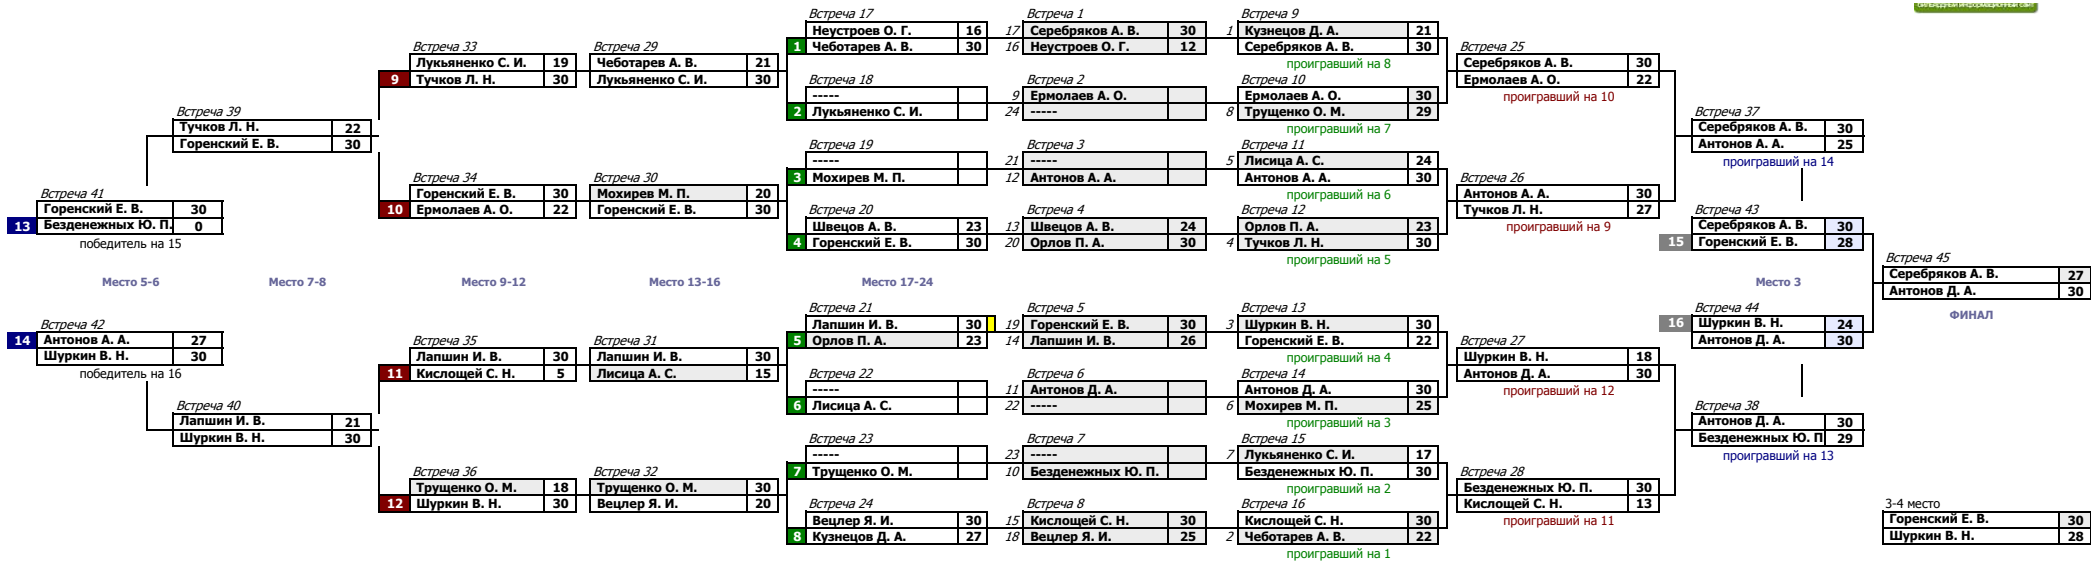 бильярдный информационный сайт
Встреча 17
Неустроев О. Г. 16
1 Чеботарев А. В. 30
Встреча 1
17 Серебряков А. В. 30
16 Неустроев О. Г. 12
Встреча 9
1 Кузнецов Д. А. 21
Серебряков А. В. 30
проигравший на 8
Встреча 33
Лукьяненко С. И. 19
9 Тучков Л. Н. 30
Встреча 29
Чеботарев А. В. 21
Лукьяненко С. И. 30
Встреча 25
Серебряков А. В. 30
Ермолаев А. О. 22
проигравший на 10
Встреча 18
-----
2 Лукьяненко С. И.
Встреча 2
9 Ермолаев А. О.
24 -----
Встреча 10
Ермолаев А. О. 30
8 Трущенко О. М. 29
проигравший на 7
Встреча 39
Тучков Л. Н. 22
Горенский Е. В. 30
Встреча 37
Серебряков А. В. 30
Антонов А. А. 25
проигравший на 14
Встреча 19
-----
3 Мохирев М. П.
Встреча 3
21 -----
12 Антонов А. А.
Встреча 11
5 Лисица А. С. 24
Антонов А. А. 30
проигравший на 6
Встреча 41
Горенский Е. В. 30
13 Безденежных Ю. П. 0
победитель на 15
Встреча 34
Горенский Е. В. 30
10 Ермолаев А. О. 22
Встреча 30
Мохирев М. П. 20
Горенский Е. В. 30
Встреча 26
Антонов А. А. 30
Тучков Л. Н. 27
проигравший на 9
Встреча 20
Швецов А. В. 23
4 Горенский Е. В. 30
Встреча 4
13 Швецов А. В. 24
20 Орлов П. А. 30
Встреча 12
Орлов П. А. 23
4 Тучков Л. Н. 30
проигравший на 5
Встреча 43
Серебряков А. В. 30
15 Горенский Е. В. 28
Место 5-6
Место 7-8
Место 9-12
Место 13-16
Место 17-24
Место 3
Встреча 45
Серебряков А. В. 27
Антонов Д. А. 30
ФИНАЛ
Встреча 21
Лапшин И. В. 30
5 Орлов П. А. 23
Встреча 5
19 Горенский Е. В. 30
14 Лапшин И. В. 26
Встреча 13
3 Шуркин В. Н. 30
Горенский Е. В. 22
проигравший на 4
Встреча 44
16 Шуркин В. Н. 24
Антонов Д. А. 30
Встреча 42
14 Антонов А. А. 27
Шуркин В. Н. 30
победитель на 16
Встреча 35
Лапшин И. В. 30
11 Кислощей С. Н. 5
Встреча 31
Лапшин И. В. 30
Лисица А. С. 15
Встреча 27
Шуркин В. Н. 18
Антонов Д. А. 30
проигравший на 12
Встреча 22
-----
6 Лисица А. С.
Встреча 6
11 Антонов Д. А.
22 -----
Встреча 14
Антонов Д. А. 30
6 Мохирев М. П. 25
проигравший на 3
Встреча 40
Лапшин И. В. 21
Шуркин В. Н. 30
Встреча 38
Антонов Д. А. 30
Безденежных Ю. П 29
проигравший на 13
Встреча 23
-----
7 Трущенко О. М.
Встреча 7
23 -----
10 Безденежных Ю. П.
Встреча 15
7 Лукьяненко С. И. 17
Безденежных Ю. П. 30
проигравший на 2
Встреча 36
Трущенко О. М. 18
12 Шуркин В. Н. 30
Встреча 32
Трущенко О. М. 30
Вецлер Я. И. 20
Встреча 28
Безденежных Ю. П. 30
Кислощей С. Н. 13
проигравший на 11
Встреча 24
Вецлер Я. И. 30
8 Кузнецов Д. А. 27
Встреча 8
15 Кислощей С. Н. 30
18 Вецлер Я. И. 25
Встреча 16
Кислощей С. Н. 30
2 Чеботарев А. В. 22
проигравший на 1
3-4 место
Горенский Е. В. 30
Шуркин В. Н. 28